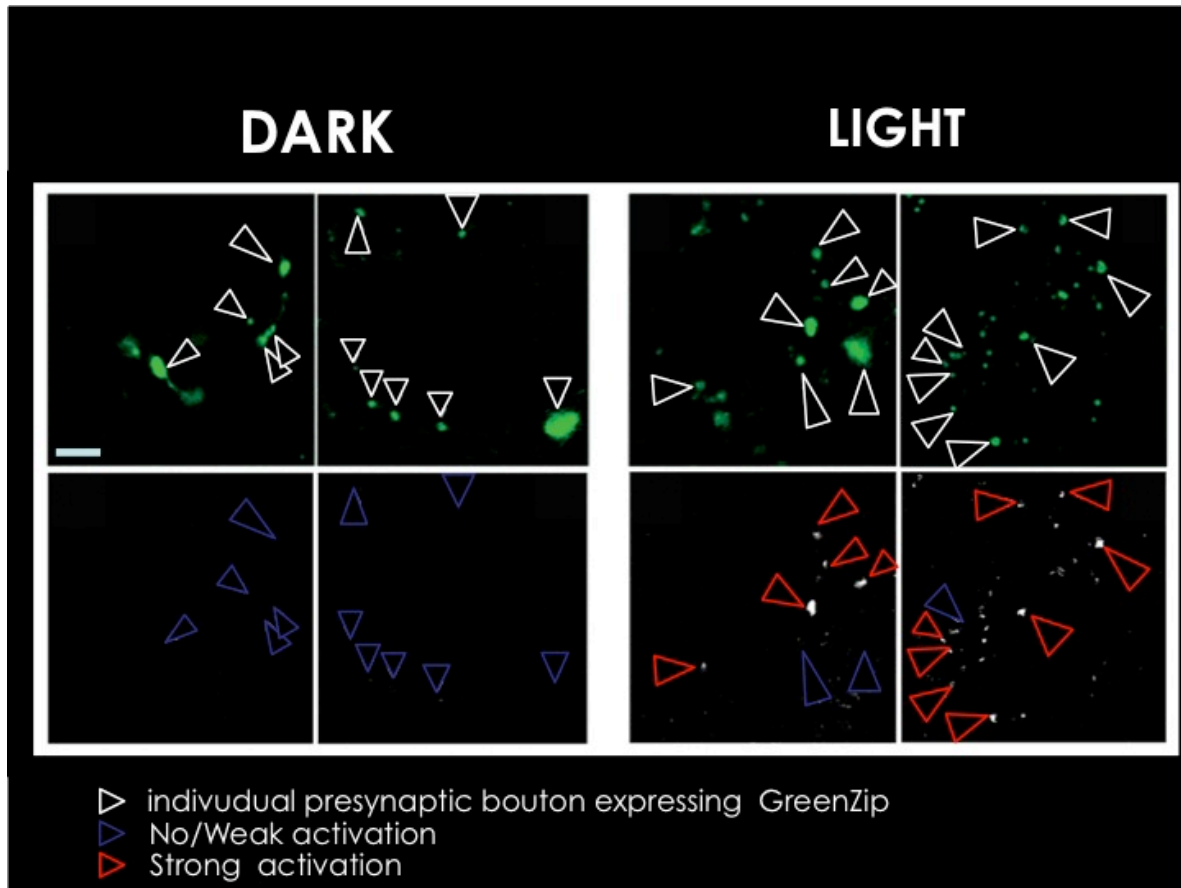 DARK
LIGHT
indivudual presynaptic bouton expressing GreenZip
No/Weak activation
Strong activation